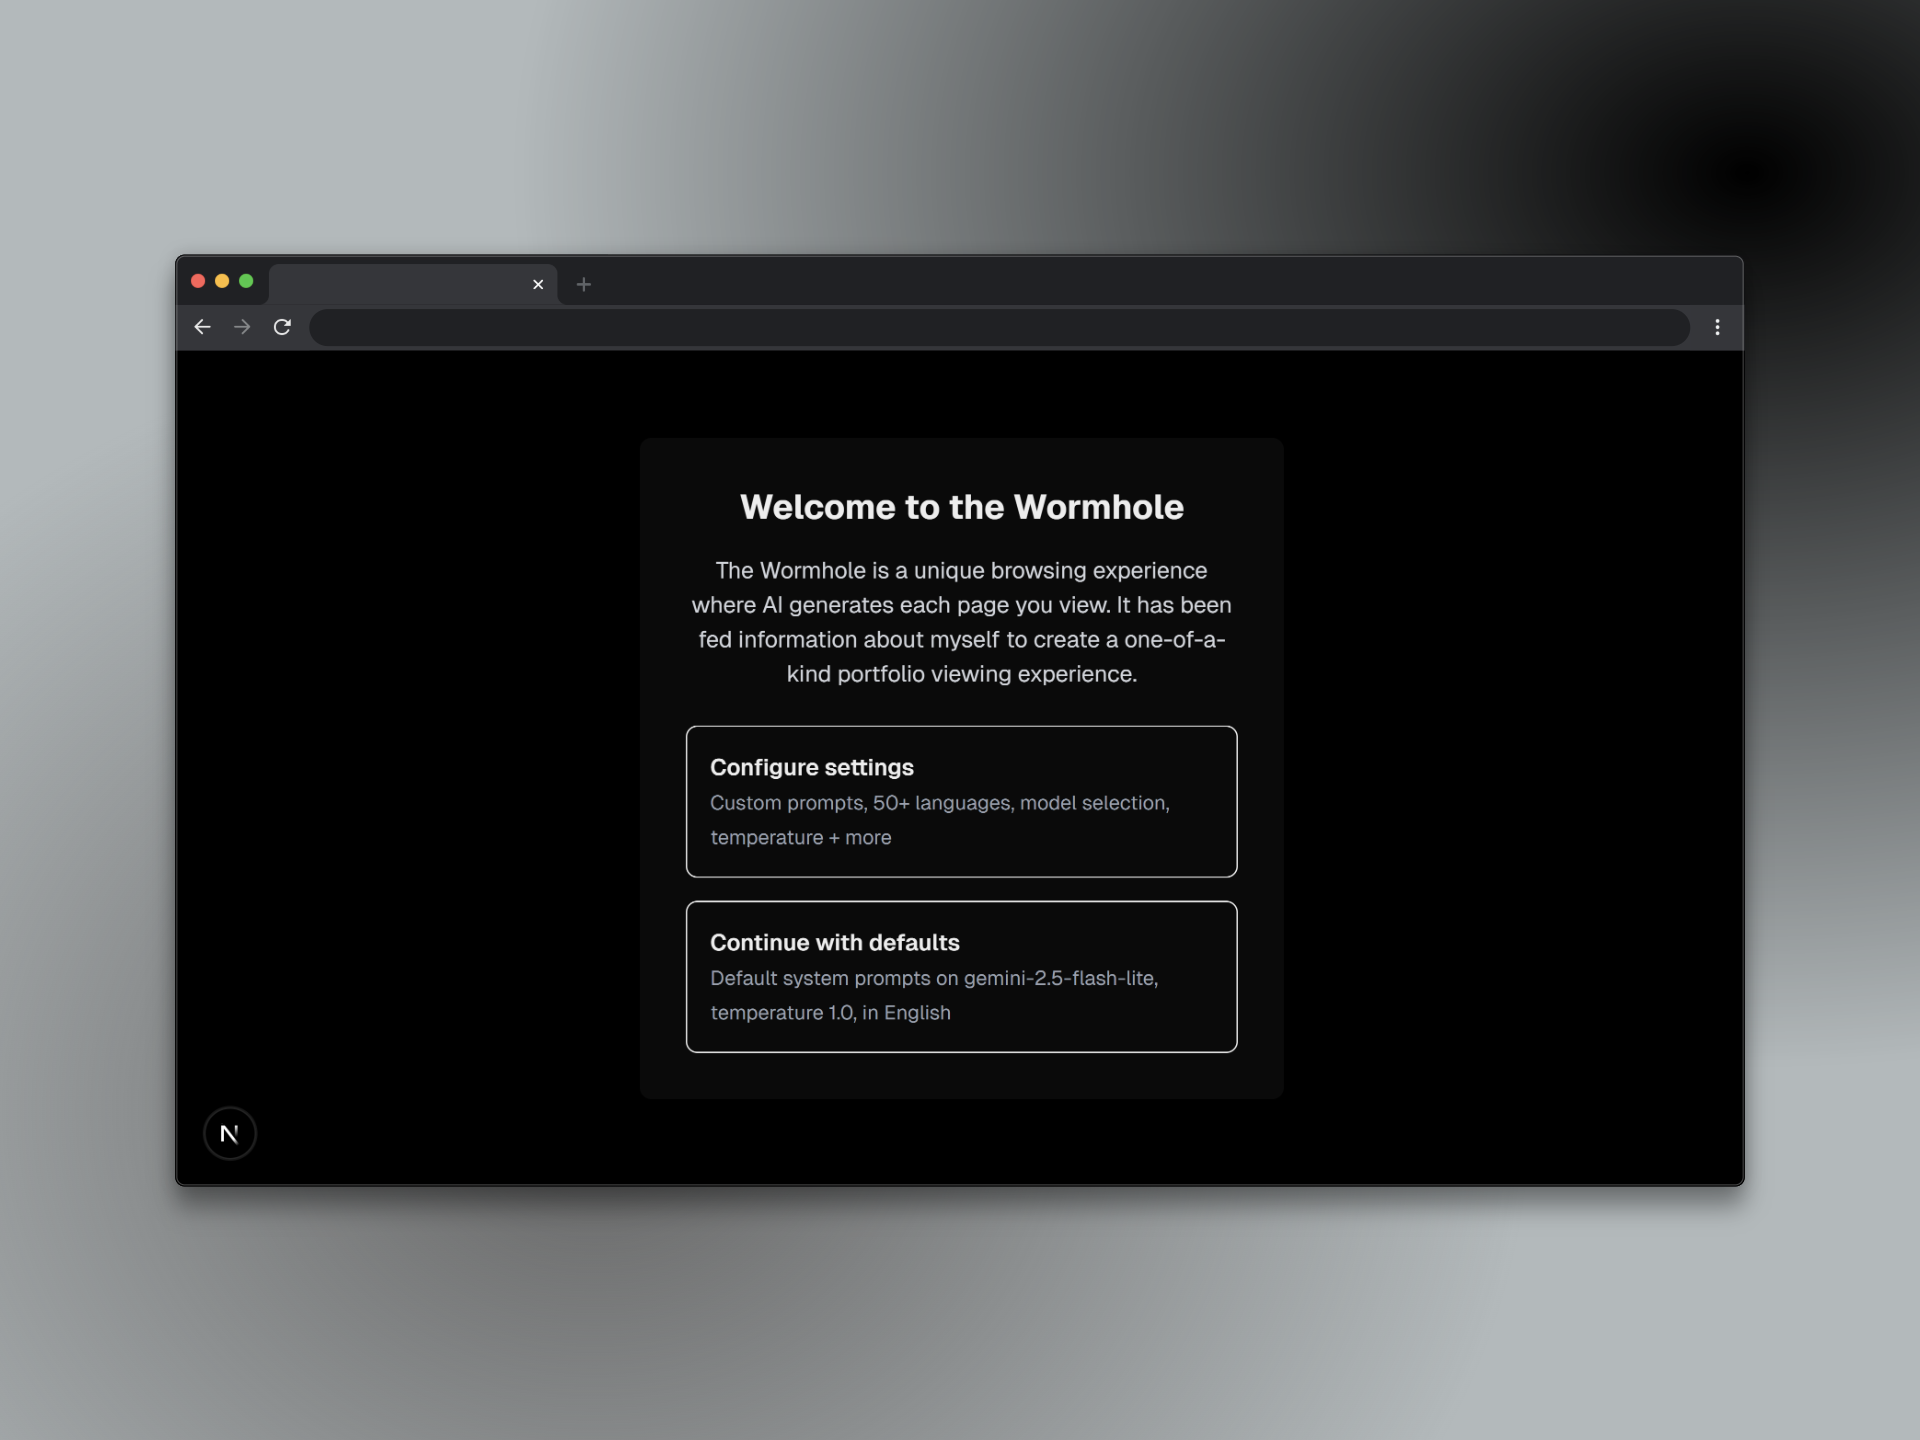 Welcome to the Wormhole
The Wormhole is a unique browsing experience
where AI generates each page you view. It has been
fed information about myself to create a one-of-a-
kind portfolio viewing experience.
Configure settings
Custom prompts, 50+ languages, model selection,
temperature + more
Continue with defaults
Default system prompts on gemini-2.5-flash-lite,
temperature 1.0, in English
N